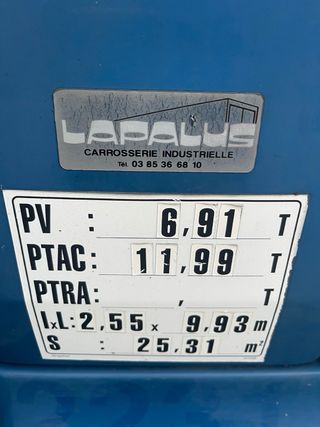 LAPALUS
CARROSSERIE INDUSTRIELLE
Tél. 03 85 36 68 10
PV : 6,91 T
PTAC: 11,99 T
PTRA: , T
IxL: 2,55 x 9,93 m
S : 25,31 m²